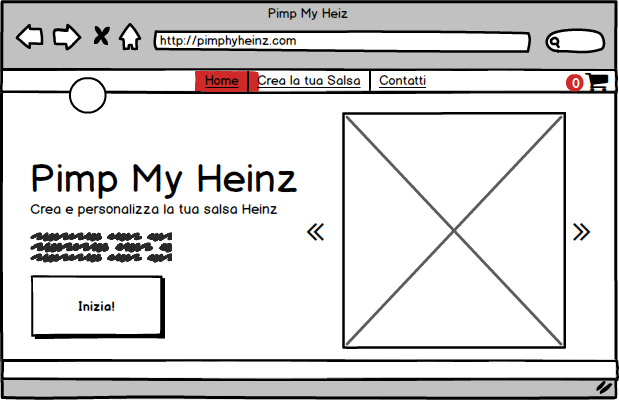 Pimp My Heiz
http://pimphyheinz.com
Home Crea la tua Salsa Contatti 0
Pimp My Heinz
Crea e personalizza la tua salsa Heinz
Inizia!